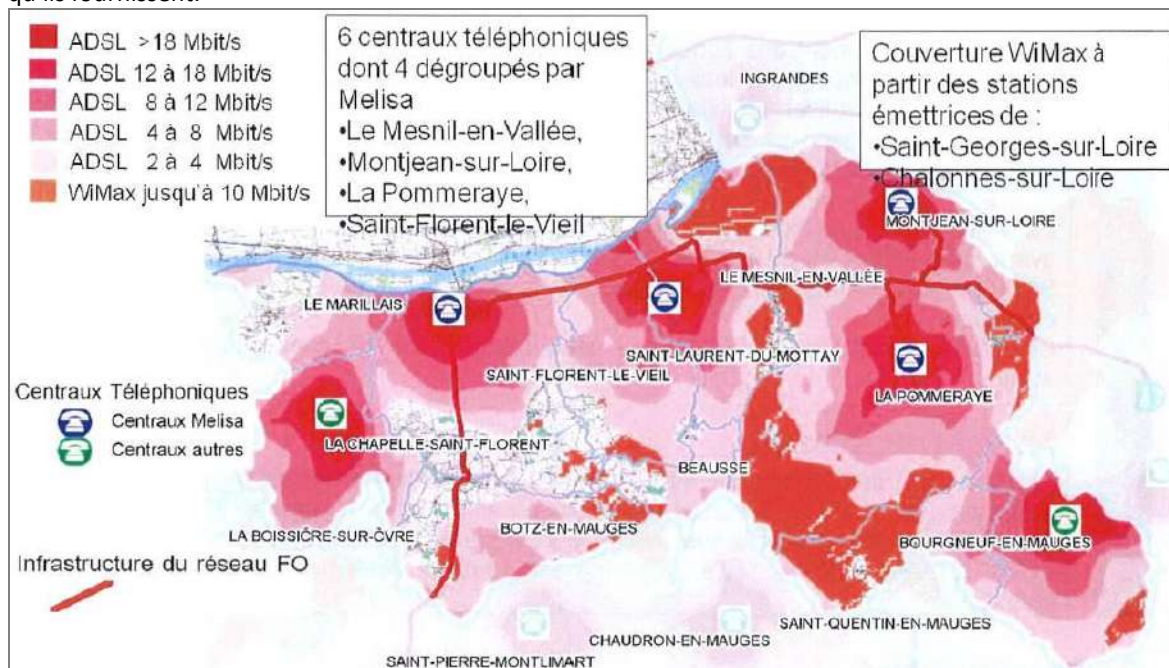 qu'ils fournissent.
ADSL >18 Mbit/s
ADSL 12 à 18 Mbit/s
ADSL 8 à 12 Mbit/s
ADSL 4 à 8 Mbit/s
ADSL 2 à 4 Mbit/s
WiMax jusqu'à 10 Mbit/s
6 centraux téléphoniques
dont 4 dégroupés par
Melisa
•Le Mesnil-en-Vallée,
•Montjean-sur-Loire,
•La Pommeraye,
•Saint-Florent-le-Vieil
INGRANDES
Couverture WiMax à
partir des stations
émettrices de :
•Saint-Georges-sur-Loire
•Chalonnes-sur-Loire
MONTJEAN-SUR-LOIRE
LE MESNIL-EN-VALLÉE
LE MARILLAIS
SAINT-LAURENT-DU-MOTTAY
SAINT-FLORENT-LE-VIEIL
LA POMMERAYE
Centraux Téléphoniques
Centraux Melisa
Centraux autres
LA CHAPELLE-SAINT-FLORENT
BEAUSSE
BOTZ-EN-MAUGES
LA BOISSIČRE-SUR-ČVRE
BOURGNEUF-EN-MAUGES
Infrastructure du réseau FO
SAINT-QUENTIN-EN-MAUGES
CHAUDRON-EN-MAUGES
SAINT-PIERRE-MONTLIMART